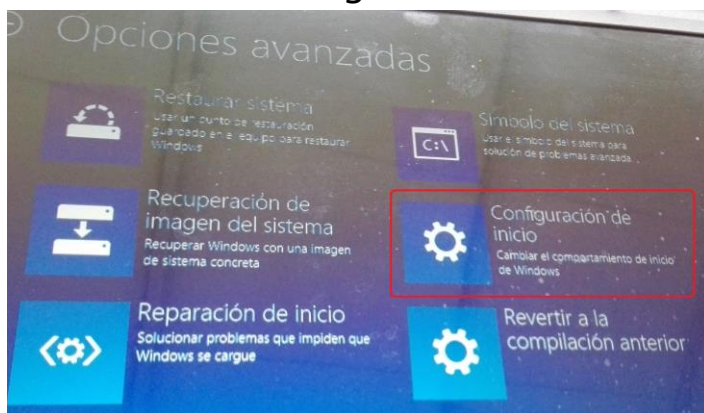 Opciones avanzadas
Restaurar sistema
Usar un punto de restauración
guardado en el equipo para restaurar
Windows
Símbolo del sistema
Usar el símbolo del sistema para
solución de problemas avanzada
Recuperación de
imagen del sistema
Recuperar Windows con una imagen
de sistema concreta
Configuración de
inicio
Cambiar el comportamiento de inicio
de Windows
Reparación de inicio
Solucionar problemas que impiden que
Windows se cargue
Revertir a la
compilación anterior
C:\